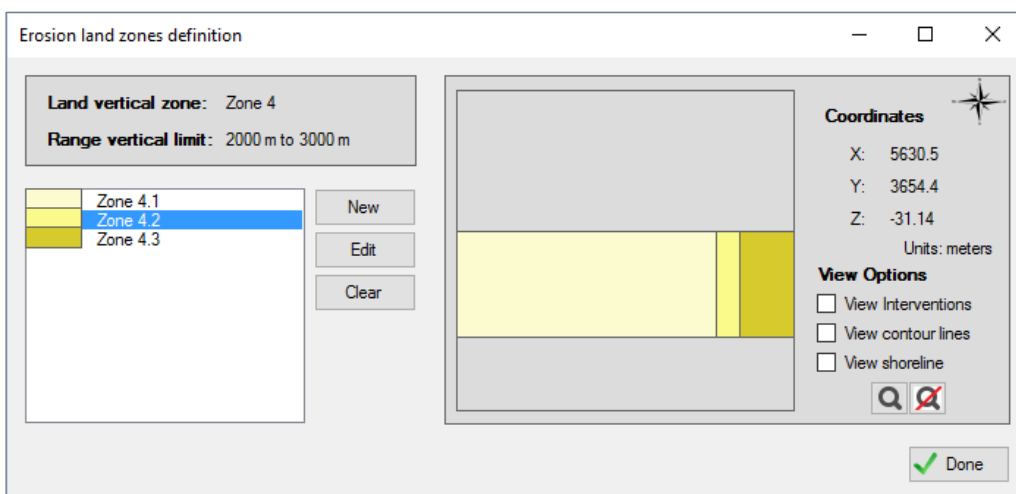 Erosion land zones definition
Land vertical zone: Zone 4
Range vertical limit: 2000 m to 3000 m
Zone 4.1
Zone 4.2
Zone 4.3
New
Edit
Clear
Coordinates
X: 5630.5
Y: 3654.4
Z: -31.14
Units: meters
View Options
View Interventions
View contour lines
View shoreline
Done